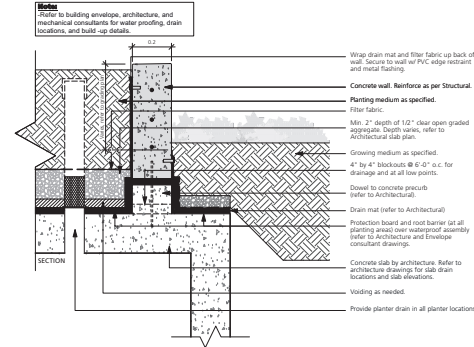 Note:
-Refer to building envelope, architecture, and
mechanical consultants for water proofing, drain
locations, and build -up details.
0.2
Wrap drain mat and filter fabric up back of
wall. Secure to wall w/ PVC edge restraint
and metal flashing.
Concrete wall. Reinforce as per Structural.
Planting medium as specified.
Filter fabric.
Min. 2" depth of 1/2" clear open graded
aggregate. Depth varies, refer to
Architectural slab plan.
Growing medium as specified.
4" by 4" blockouts @ 6'-0" o.c. for
drainage and at all low points.
Dowel to concrete precurb
(refer to Architectural).
Drain mat (refer to Architectural)
Protection board and root barrier (at all
planting areas) over waterproof assembly
(refer to Architecture and Envelope
consultant drawings.
Concrete slab by architecture. Refer to
architecture drawings for slab drain
locations and slab elevations.
Voiding as needed.
Provide planter drain in all planter locations
SECTION